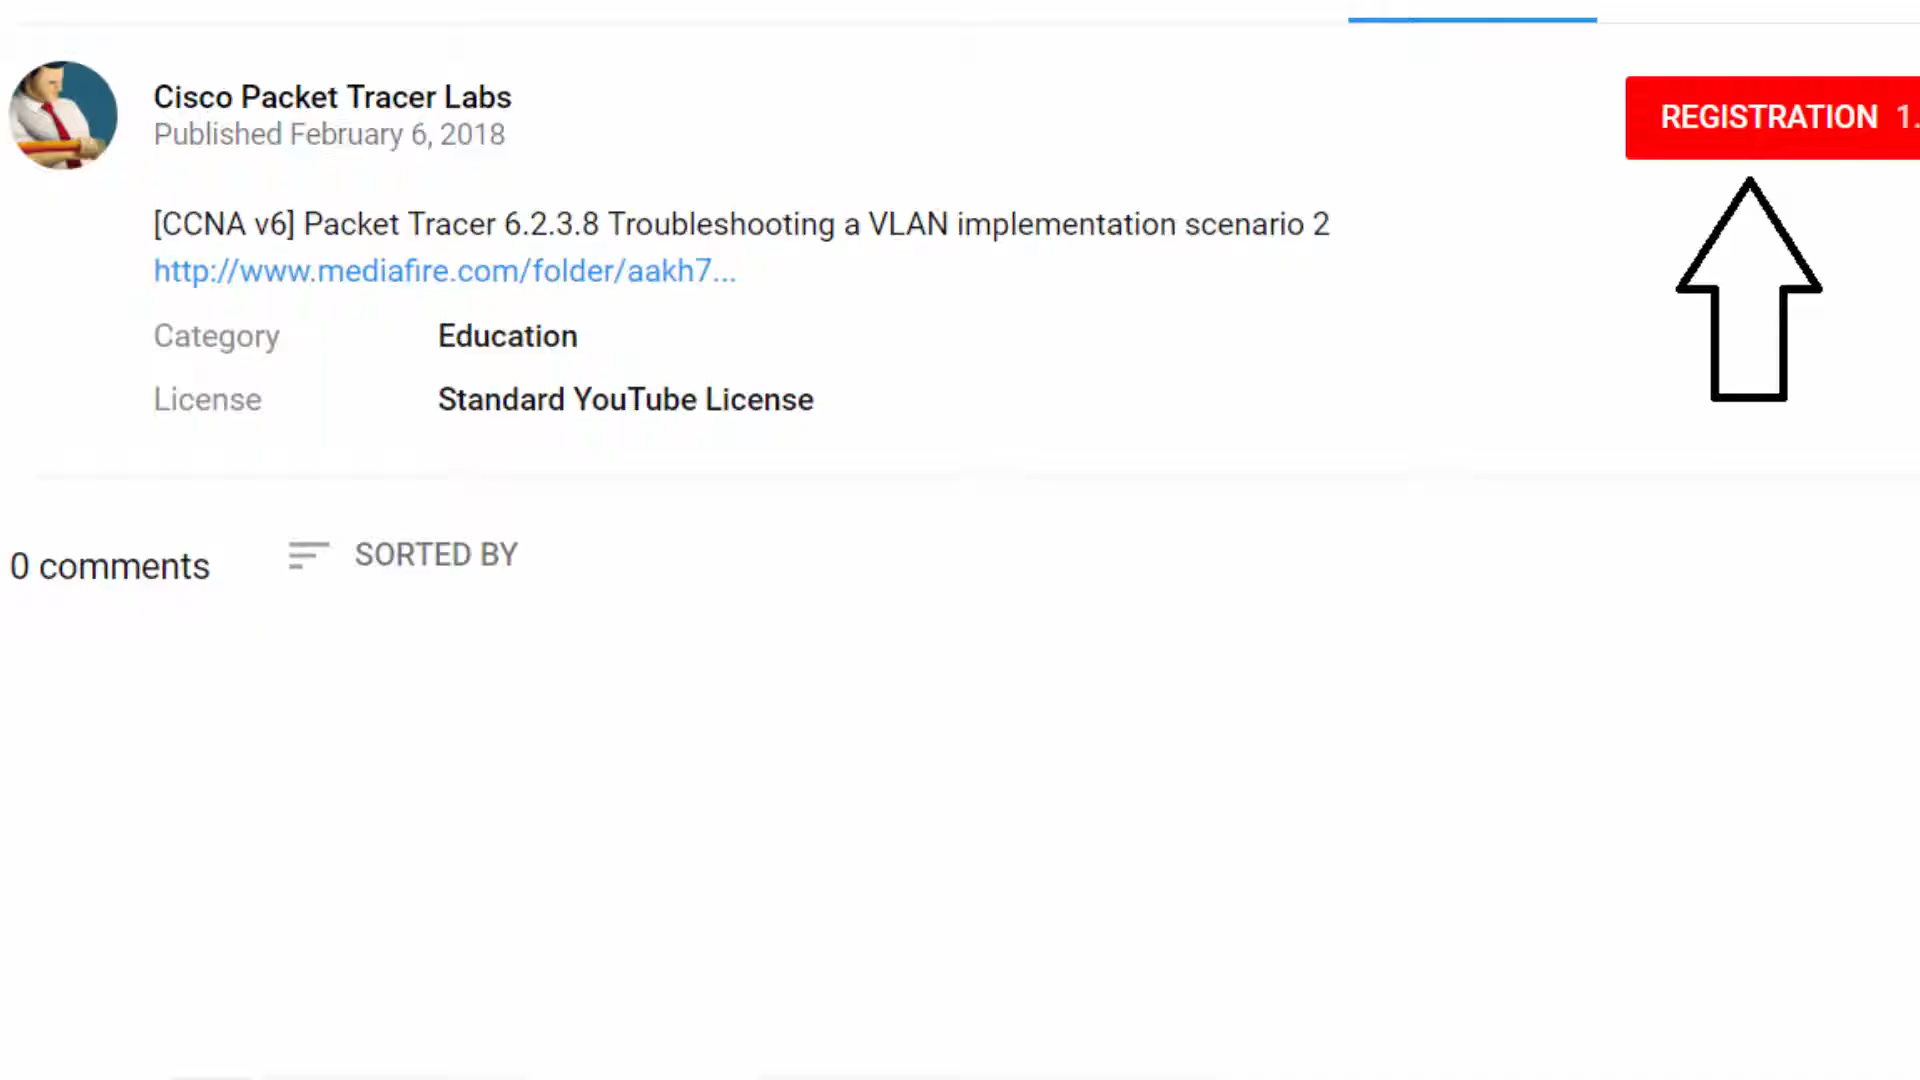 Cisco Packet Tracer Labs
Published February 6, 2018
REGISTRATION 1.
[CCNA v6] Packet Tracer 6.2.3.8 Troubleshooting a VLAN implementation scenario 2
http://www.mediafire.com/folder/aakh7...
Category Education
License Standard YouTube License
0 comments SORTED BY